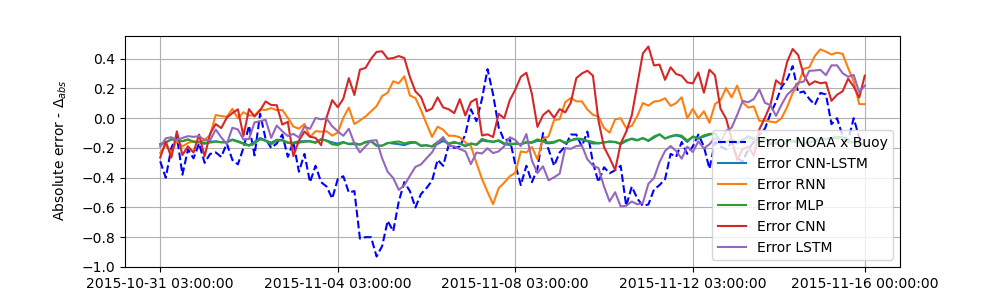 Absolute error - Δabs
0.4
0.2
0.0
−0.2
−0.4
−0.6
−0.8
−1.0
2015-10-31 03:00:00
2015-11-04 03:00:00
2015-11-08 03:00:00
2015-11-12 03:00:00
2015-11-16 00:00:00
Error NOAA x Buoy
Error CNN-LSTM
Error RNN
Error MLP
Error CNN
Error LSTM